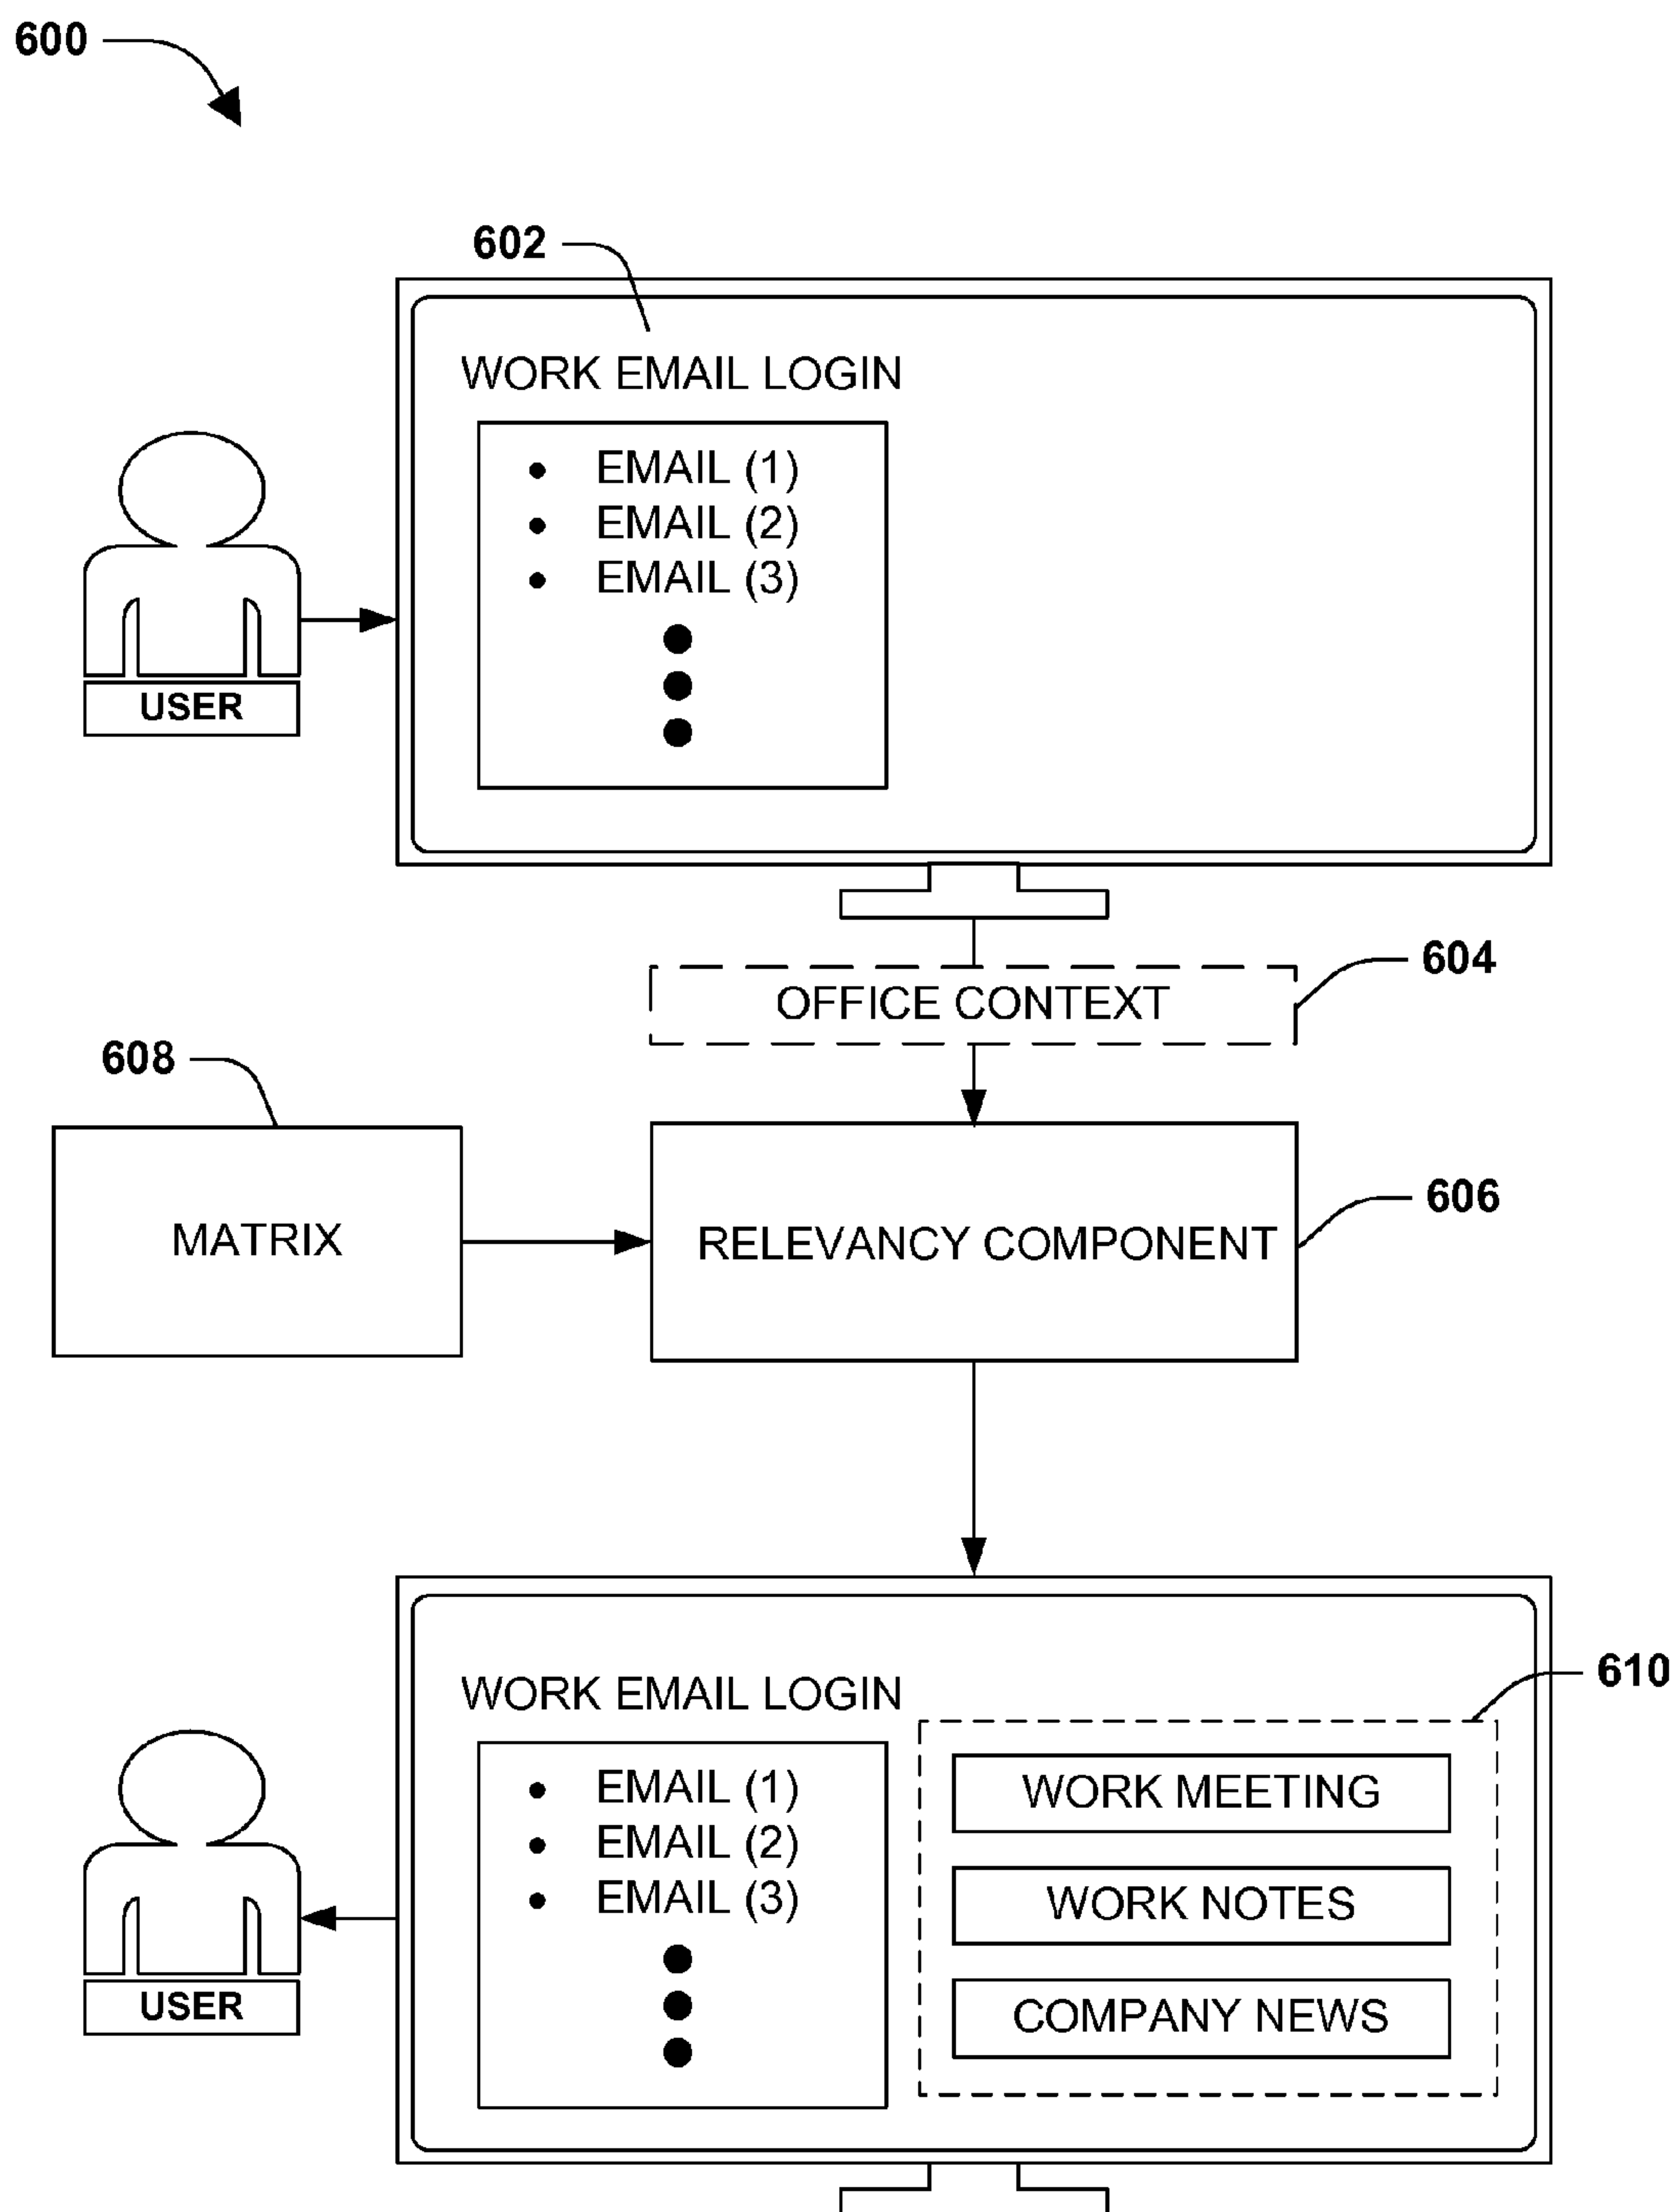 600
602
WORK EMAIL LOGIN
• EMAIL (1)
• EMAIL (2)
• EMAIL (3)
USER
604
OFFICE CONTEXT
608
606
MATRIX
RELEVANCY COMPONENT
610
WORK EMAIL LOGIN
• EMAIL (1)
• EMAIL (2)
• EMAIL (3)
WORK MEETING
WORK NOTES
COMPANY NEWS
USER